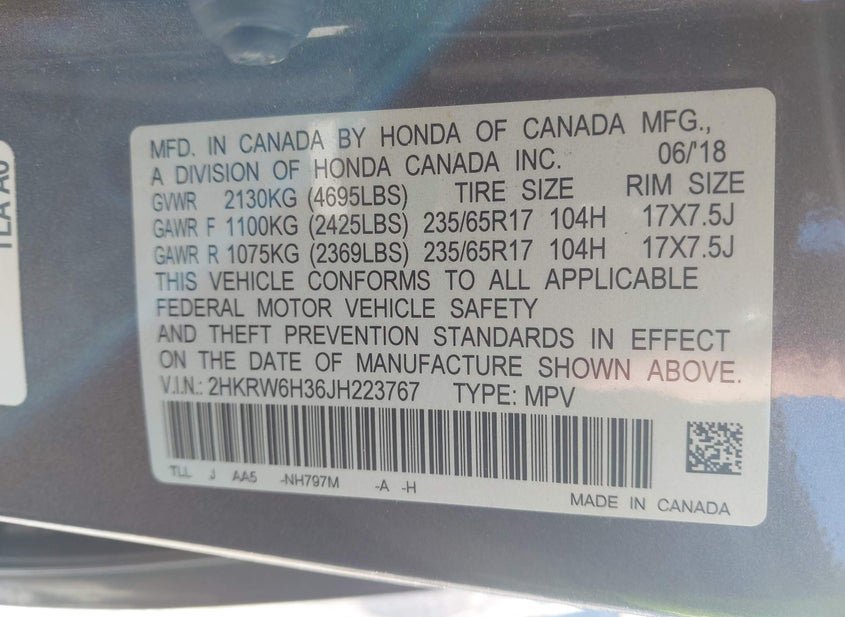 MFD. IN CANADA BY HONDA OF CANADA MFG.,
A DIVISION OF HONDA CANADA INC. 06/'18
GVWR 2130KG (4695LBS) TIRE SIZE RIM SIZE
GAWR F 1100KG (2425LBS) 235/65R17 104H 17X7.5J
GAWR R 1075KG (2369LBS) 235/65R17 104H 17X7.5J
THIS VEHICLE CONFORMS TO ALL APPLICABLE
FEDERAL MOTOR VEHICLE SAFETY
AND THEFT PREVENTION STANDARDS IN EFFECT
ON THE DATE OF MANUFACTURE SHOWN ABOVE.
V.I.N.: 2HKRW6H36JH223767 TYPE: MPV
TLL J AA5 -NH797M -A -H
MADE IN CANADA